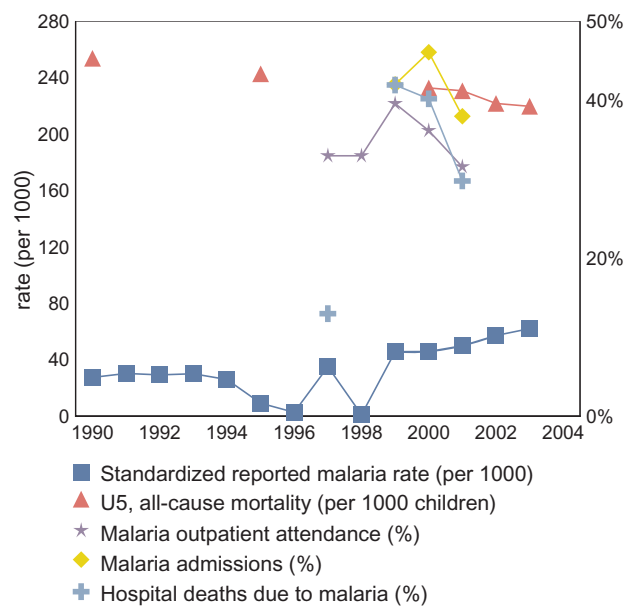 280
240
200
160
120
80
40
0
rate (per 1000)
50%
40%
20%
0%
1990 1992 1994 1996 1998 2000 2002 2004
Standardized reported malaria rate (per 1000)
U5, all-cause mortality (per 1000 children)
Malaria outpatient attendance (%)
Malaria admissions (%)
Hospital deaths due to malaria (%)